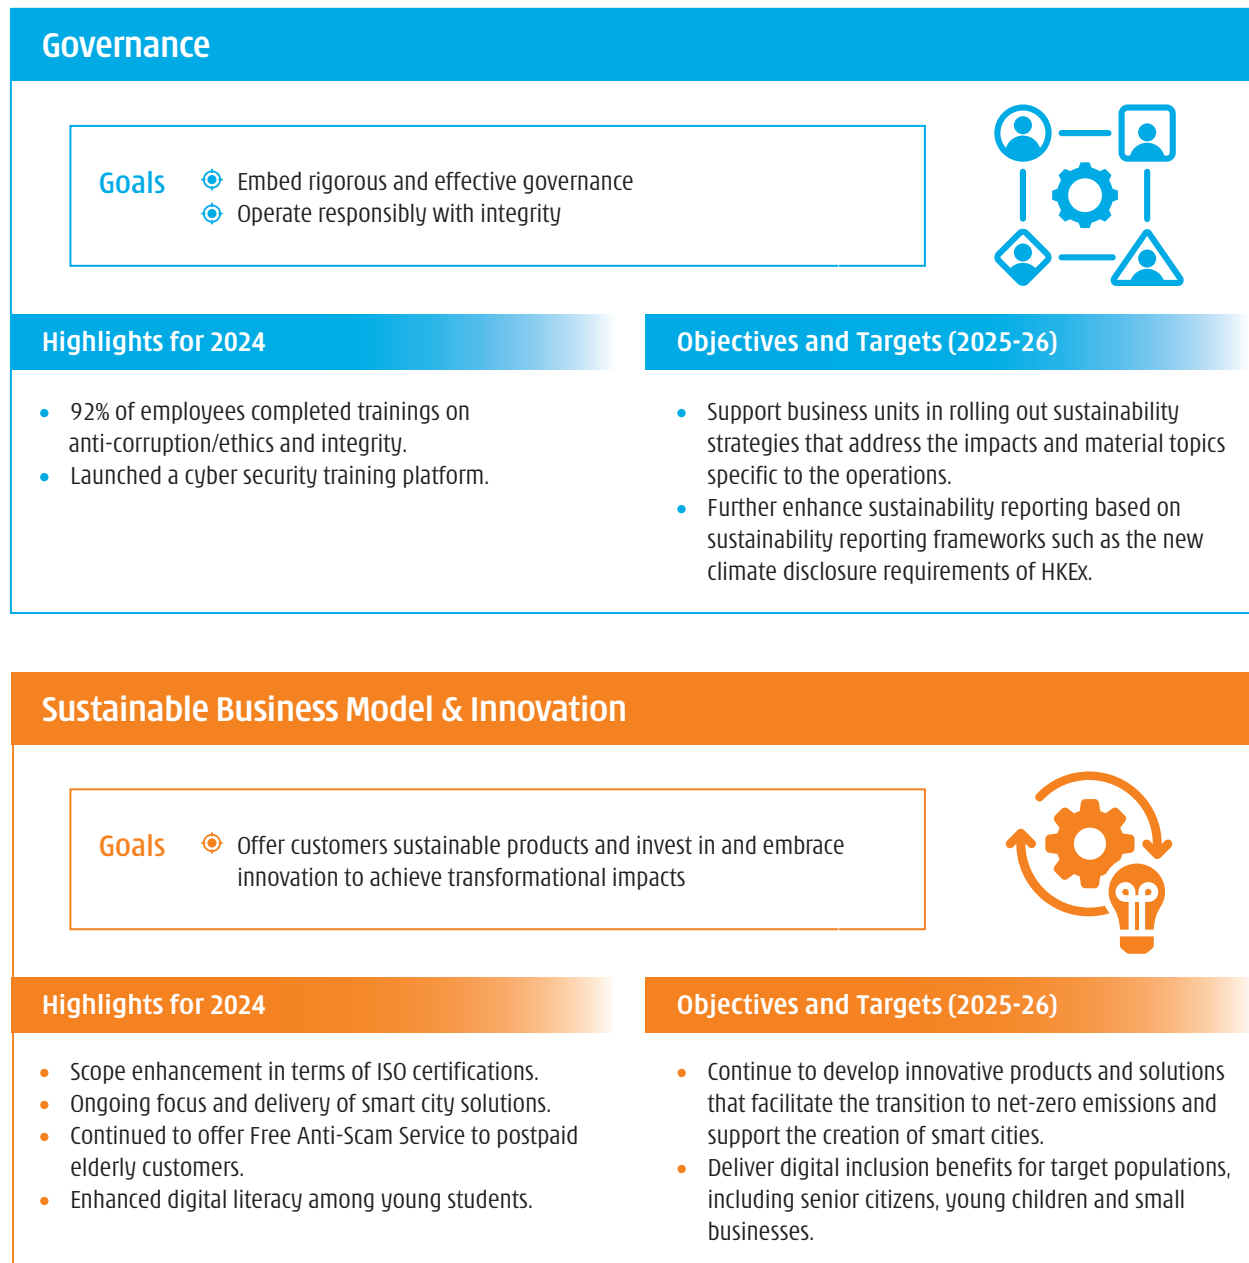 Governance
Goals
Embed rigorous and effective governance
Operate responsibly with integrity
Highlights for 2024
• 92% of employees completed trainings on
anti-corruption/ethics and integrity.
• Launched a cyber security training platform.
Objectives and Targets (2025-26)
• Support business units in rolling out sustainability
strategies that address the impacts and material topics
specific to the operations.
• Further enhance sustainability reporting based on
sustainability reporting frameworks such as the new
climate disclosure requirements of HKEx.
Sustainable Business Model & Innovation
Goals
Offer customers sustainable products and invest in and embrace
innovation to achieve transformational impacts
Highlights for 2024
• Scope enhancement in terms of ISO certifications.
• Ongoing focus and delivery of smart city solutions.
• Continued to offer Free Anti-Scam Service to postpaid
elderly customers.
• Enhanced digital literacy among young students.
Objectives and Targets (2025-26)
• Continue to develop innovative products and solutions
that facilitate the transition to net-zero emissions and
support the creation of smart cities.
• Deliver digital inclusion benefits for target populations,
including senior citizens, young children and small
businesses.